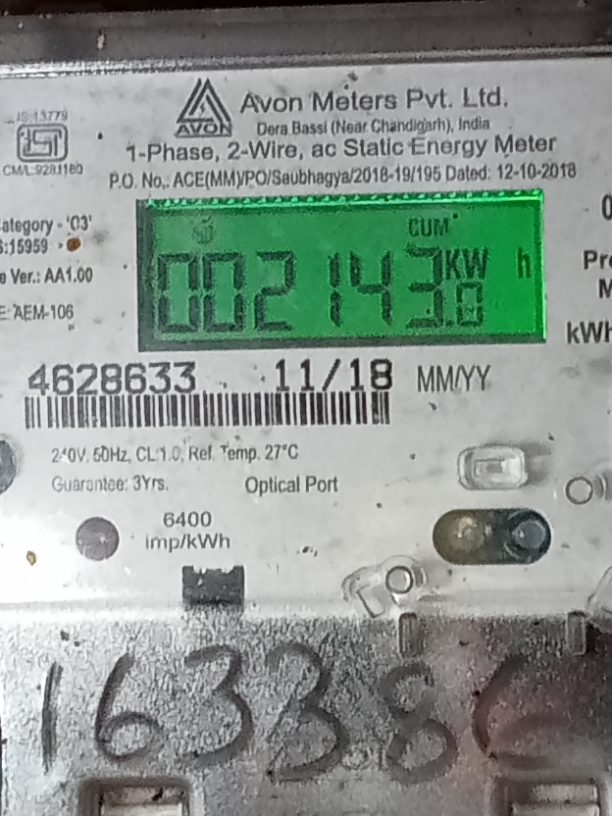 IS:13779
CM/L 9281180
AVON
Avon Meters Pvt. Ltd.
Dera Bassi (Near Chandigarh), India
1-Phase, 2-Wire, ac Static Energy Meter
P.O. No.: ACE(MM)/PO/Saubhagya/2018-19/195 Dated: 12-10-2018
ategory - 'C3'
S:15959
e Ver.: AA1.00
E: AEM-106
CUM
002143.0 KW h
Pr
M
kWH
4628633 11/18 MM/YY
240V, 50Hz, CL:1.0, Ref. Temp. 27°C
Guarantee: 3Yrs.
Optical Port
6400
imp/kWh
16338